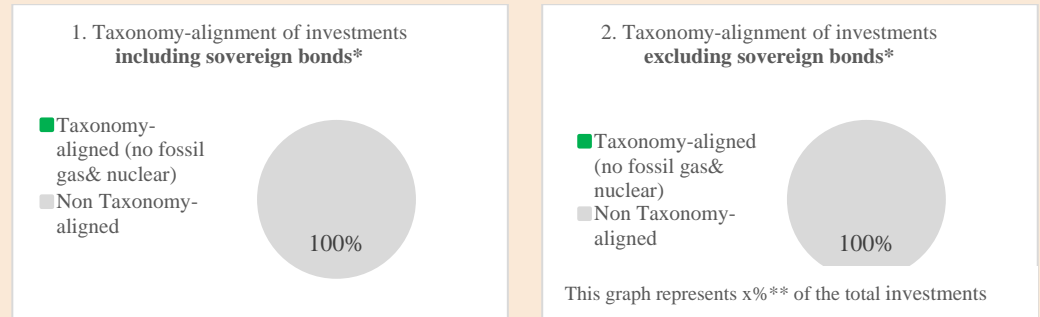 1. Taxonomy-alignment of investments
including sovereign bonds*
Taxonomy-
aligned (no fossil
gas& nuclear)
Non Taxonomy-
aligned
100%
2. Taxonomy-alignment of investments
excluding sovereign bonds*
Taxonomy-aligned
(no fossil gas&
nuclear)
Non Taxonomy-
aligned
100%
This graph represents x%** of the total investments